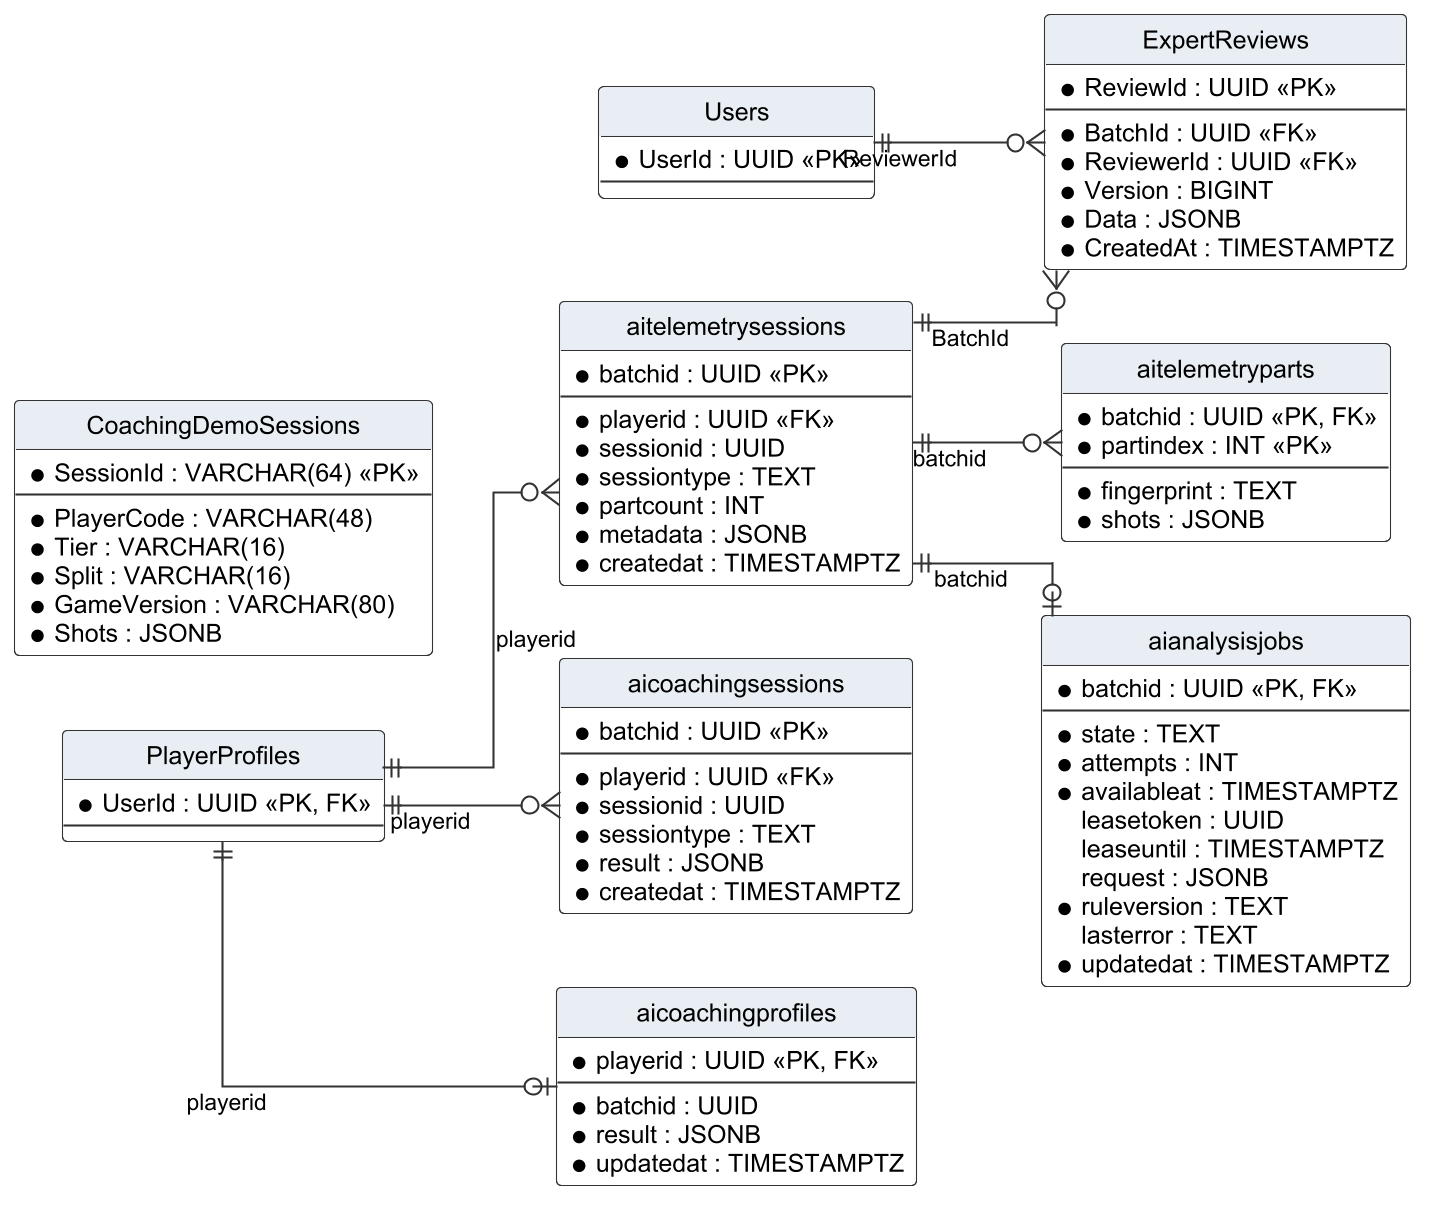 ExpertReviews
ReviewId : UUID «PK»
BatchId : UUID «FK»
ReviewerId : UUID «FK»
Version : BIGINT
Data : JSONB
CreatedAt : TIMESTAMPTZ
Users
UserId : UUID «PK»
ReviewerId
aitelemetrysessions
batchid : UUID «PK»
playerid : UUID «FK»
sessionid : UUID
sessiontype : TEXT
partcount : INT
metadata : JSONB
createdat : TIMESTAMPTZ
BatchId
batchid
batchid
aitelemetryparts
batchid : UUID «PK, FK»
partindex : INT «PK»
fingerprint : TEXT
shots : JSONB
CoachingDemoSessions
SessionId : VARCHAR(64) «PK»
PlayerCode : VARCHAR(48)
Tier : VARCHAR(16)
Split : VARCHAR(16)
GameVersion : VARCHAR(80)
Shots : JSONB
playerid
aicoachingsessions
batchid : UUID «PK»
playerid : UUID «FK»
sessionid : UUID
sessiontype : TEXT
result : JSONB
createdat : TIMESTAMPTZ
aianalysisjobs
batchid : UUID «PK, FK»
state : TEXT
attempts : INT
availableat : TIMESTAMPTZ
leasetoken : UUID
leaseuntil : TIMESTAMPTZ
request : JSONB
ruleversion : TEXT
lasterror : TEXT
updatedat : TIMESTAMPTZ
PlayerProfiles
UserId : UUID «PK, FK»
playerid
aicoachingprofiles
playerid : UUID «PK, FK»
batchid : UUID
result : JSONB
updatedat : TIMESTAMPTZ
playerid